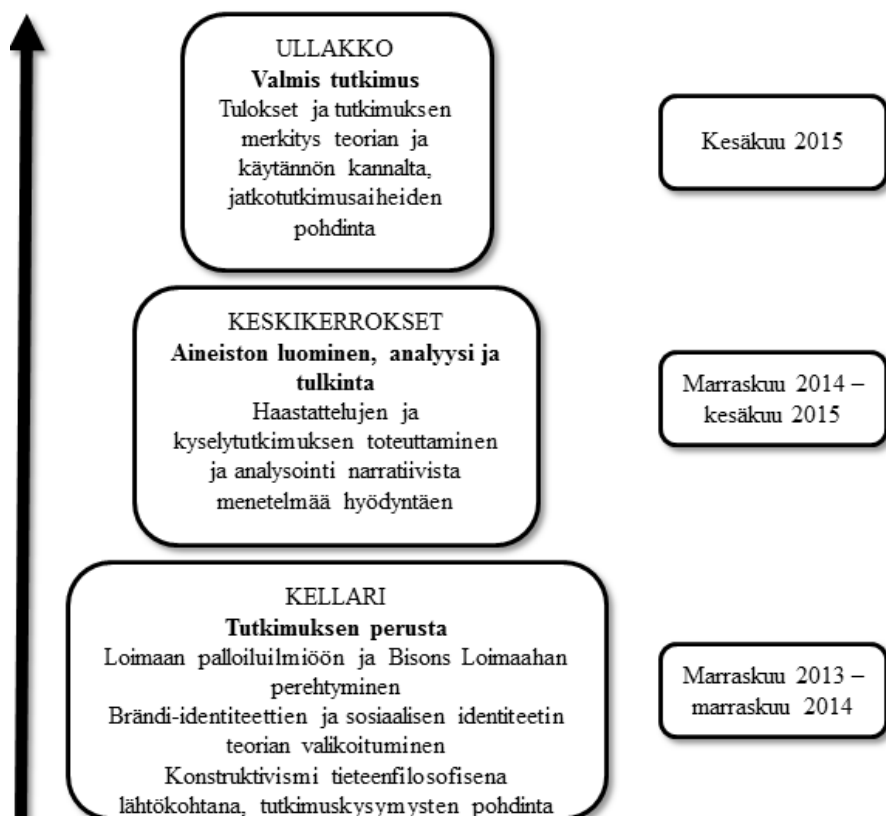 ULLAKKO
Valmis tutkimus
Tulokset ja tutkimuksen
merkitys teorian ja
käytännön kannalta,
jatkotutkimusaiheiden
pohdinta
Kesäkuu 2015
KESKIKERROKSET
Aineiston luominen, analyysi ja
tulkinta
Haastattelujen ja
kyselytutkimuksen toteuttaminen
ja analysointi narratiivista
menetelmää hyödyntäen
Marraskuu 2014 –
kesäkuu 2015
KELLARI
Tutkimuksen perusta
Loimaan palloiluilmiöön ja Bisons Loimaahan
perehtyminen
Brändi-identiteettien ja sosiaalisen identiteetin
teorian valikoituminen
Konstruktivismi tieteenfilosofisena
lähtökohtana, tutkimuskysymysten pohdinta
Marraskuu 2013 –
marraskuu 2014